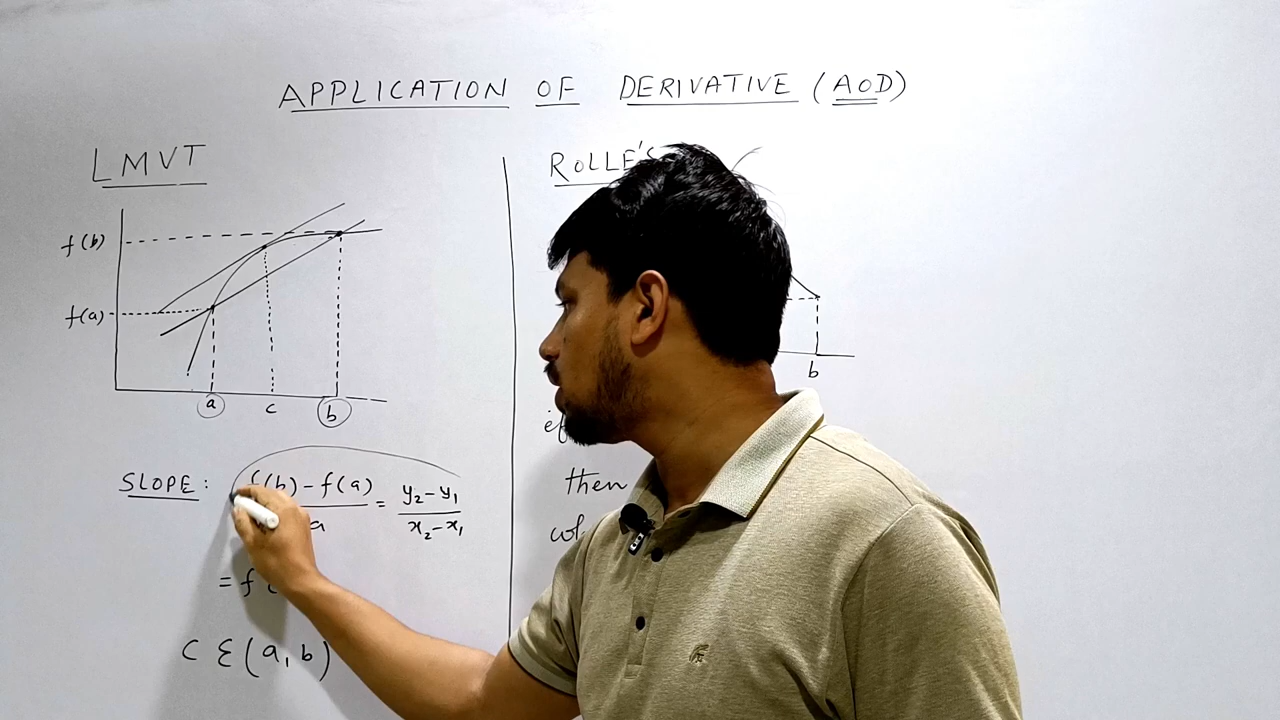 APPLICATION OF DERIVATIVE (AOD)
LMVT
f(b)
f(a)
a c b
SLOPE: f(b)-f(a) / a = y₂-y₁ / x₂-x₁
= f
C ∈ (a, b)
ROLLE'S
b
if
then